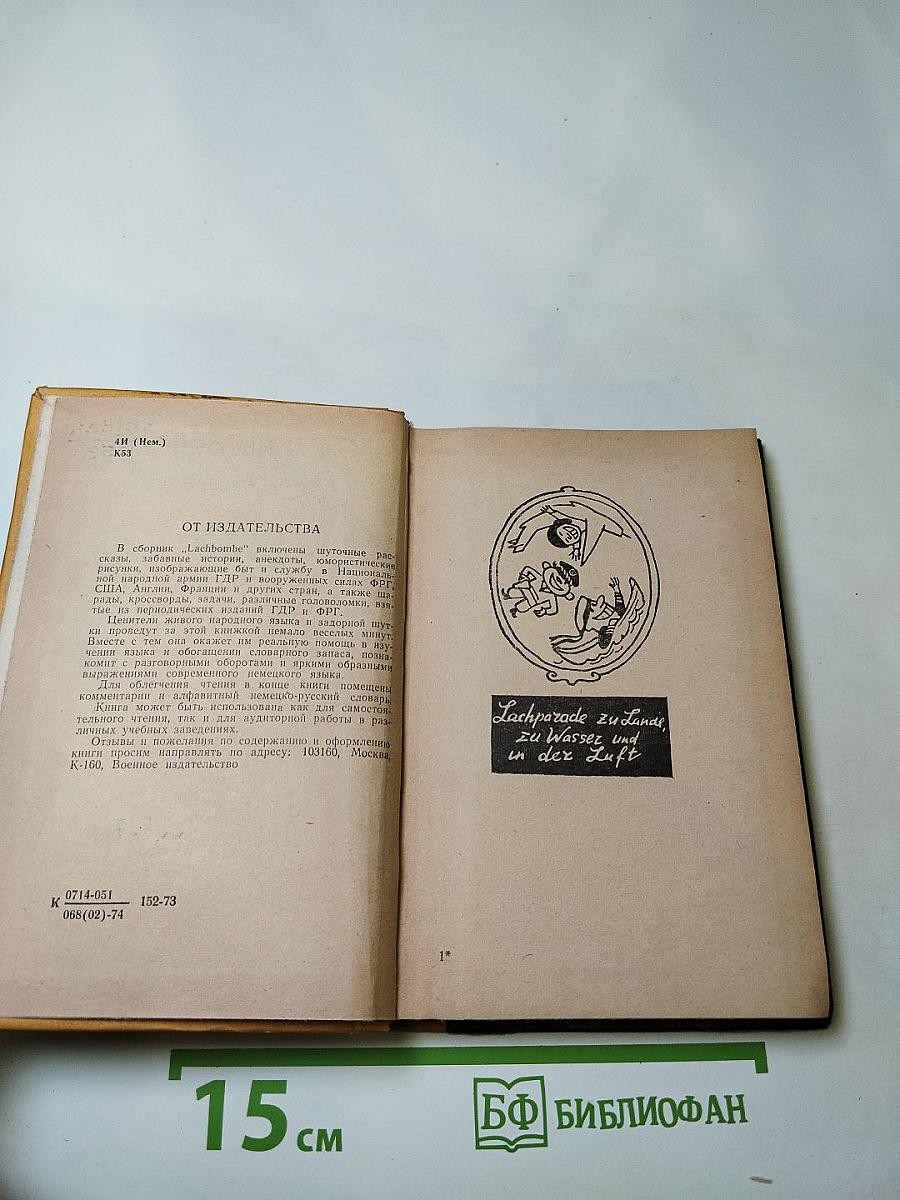 4И (Нем.)
К53
ОТ ИЗДАТЕЛЬСТВА
В сборник „Lachbombe" включены шуточные рас-
сказы, забавные истории, анекдоты, юмористические
рисунки, изображающие быт и службу в Националь-
ной народной армии ГДР и вооруженных силах ФРГ,
США, Англии, Франции и других стран, а также ша-
рады, кроссворды, задачи, различные головоломки, взя-
тые из периодических изданий ГДР и ФРГ.
Ценители живого народного языка и задорной шут-
ки проведут за этой книжкой немало веселых минут.
Вместе с тем она окажет им реальную помощь в изу-
чении языка и обогащении словарного запаса, позна-
комит с разговорными оборотами и яркими образными
выражениями современного немецкого языка.
Для облегчения чтения в конце книги помещены
комментарии и алфавитный немецко-русский словарь.
Книга может быть использована как для самостоя-
тельного чтения, так и для аудиторной работы в раз-
личных учебных заведениях.
Отзывы и пожелания по содержанию и оформлению
книги просим направлять по адресу: 103160, Москва,
К-160, Военное издательство
К 0714-051 152-73
068(02)-74
Lachparade zu Lande,
zu Wasser und
in der Luft
1*
15 см
БФ БИБЛИОФАН